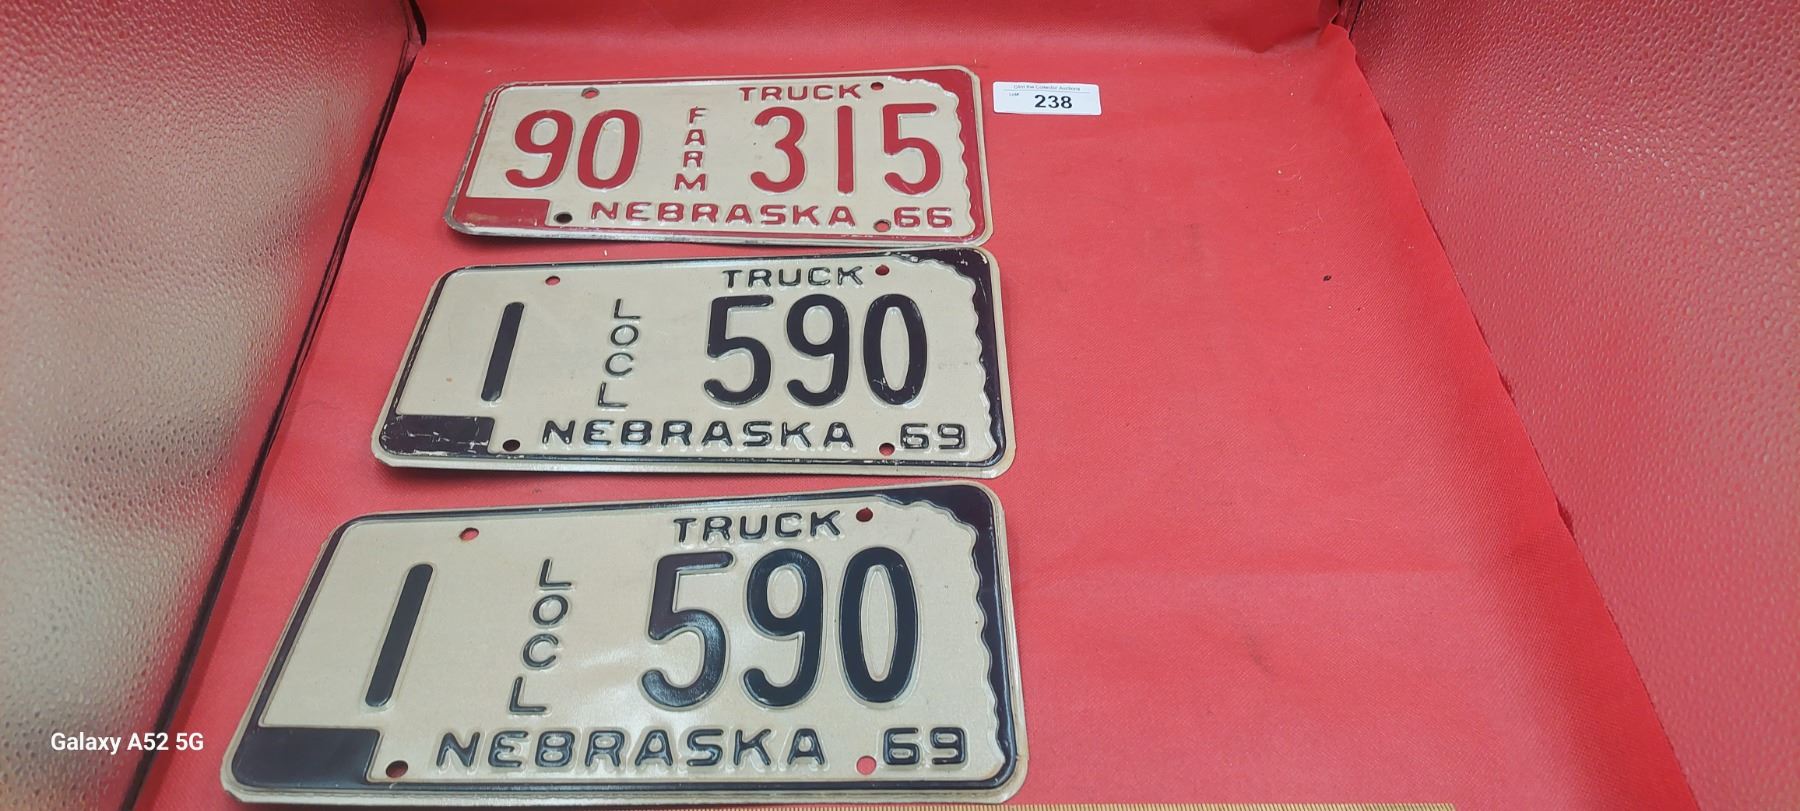 TRUCK
90 FARM 315
NEBRASKA 66
Lot#
238
TRUCK
1 LOCL 590
NEBRASKA 69
TRUCK
1 LOCL 590
NEBRASKA 69
Galaxy A52 5G